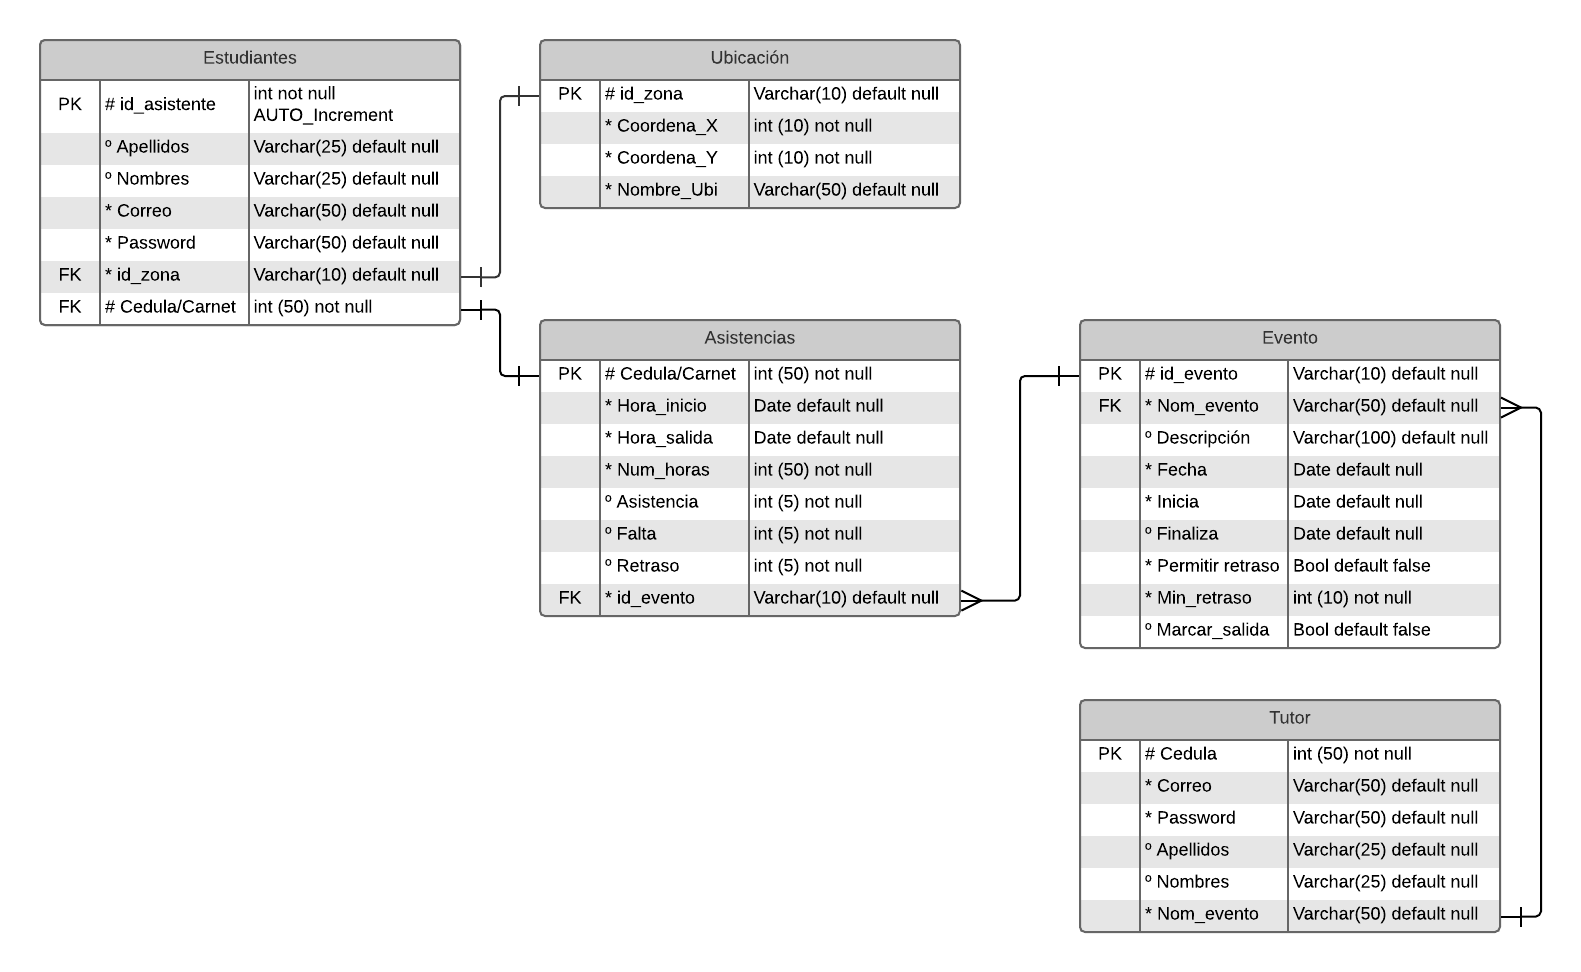 Estudiantes
PK # id_asistente int not null
AUTO_Increment
º Apellidos Varchar(25) default null
º Nombres Varchar(25) default null
* Correo Varchar(50) default null
* Password Varchar(50) default null
FK * id_zona Varchar(10) default null
FK # Cedula/Carnet int (50) not null
Ubicación
PK # id_zona Varchar(10) default null
* Coordena_X int (10) not null
* Coordena_Y int (10) not null
* Nombre_Ubi Varchar(50) default null
Asistencias
PK # Cedula/Carnet int (50) not null
* Hora_inicio Date default null
* Hora_salida Date default null
* Num_horas int (50) not null
º Asistencia int (5) not null
º Falta int (5) not null
º Retraso int (5) not null
FK * id_evento Varchar(10) default null
Evento
PK # id_evento Varchar(10) default null
FK * Nom_evento Varchar(50) default null
º Descripción Varchar(100) default null
* Fecha Date default null
* Inicia Date default null
º Finaliza Date default null
* Permitir retraso Bool default false
* Min_retraso int (10) not null
º Marcar_salida Bool default false
Tutor
PK # Cedula int (50) not null
* Correo Varchar(50) default null
* Password Varchar(50) default null
º Apellidos Varchar(25) default null
º Nombres Varchar(25) default null
* Nom_evento Varchar(50) default null